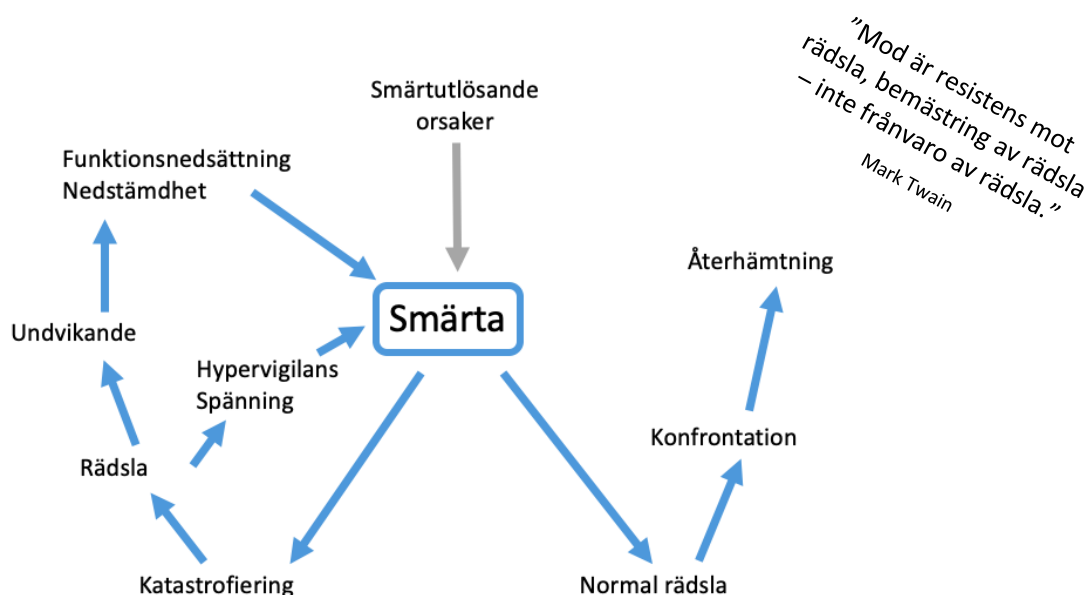 ”Mod är resistens mot
rädsla, bemästring av rädsla
– inte frånvaro av rädsla.”
Mark Twain
Smärtutlösande
orsaker
Funktionsnedsättning
Nedstämdhet
Återhämtning
Smärta
Undvikande
Hypervigilans
Spänning
Konfrontation
Rädsla
Katastrofiering
Normal rädsla